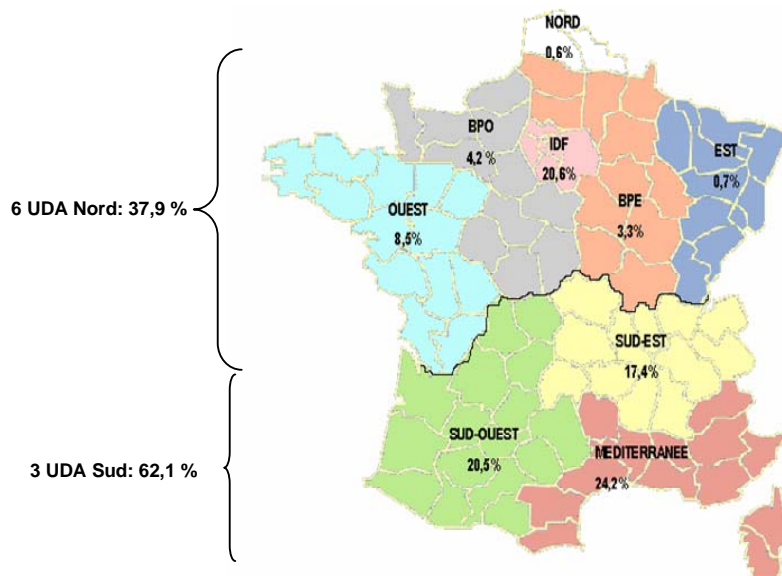 NORD
0,6%
BPO
4,2 %
IDF
20,6%
EST
0,7%
6 UDA Nord: 37,9 %
OUEST
8,5%
BPE
3,3%
SUD-EST
17,4%
SUD-OUEST
20,5%
MEDITERRANEE
24,2%
3 UDA Sud: 62,1 %